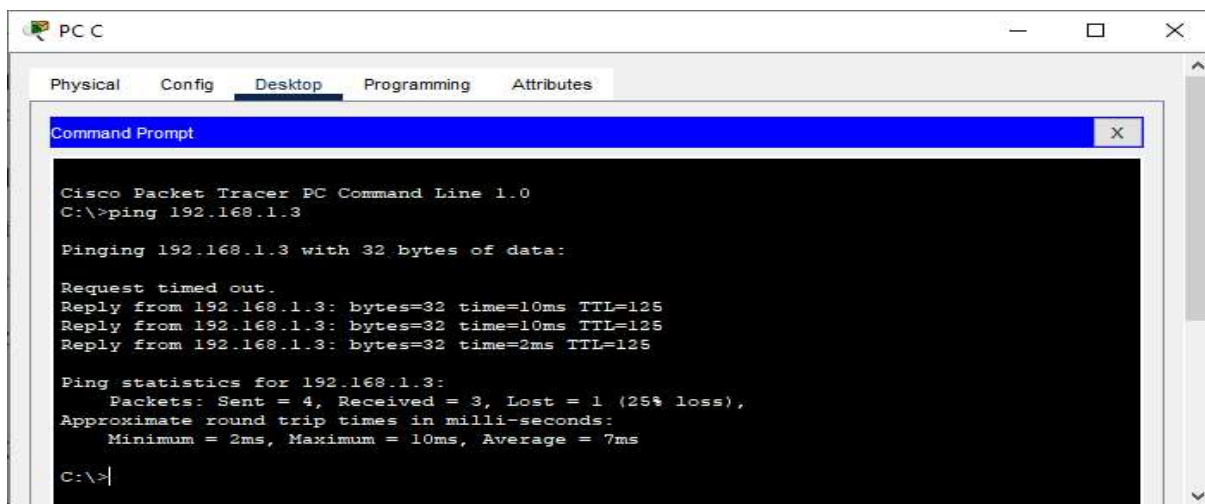 PC C
Physical Config Desktop Programming Attributes
Command Prompt
X
Cisco Packet Tracer PC Command Line 1.0
C:\>ping 192.168.1.3
Pinging 192.168.1.3 with 32 bytes of data:
Request timed out.
Reply from 192.168.1.3: bytes=32 time=10ms TTL=125
Reply from 192.168.1.3: bytes=32 time=10ms TTL=125
Reply from 192.168.1.3: bytes=32 time=2ms TTL=125
Ping statistics for 192.168.1.3:
Packets: Sent = 4, Received = 3, Lost = 1 (25% loss),
Approximate round trip times in milli-seconds:
Minimum = 2ms, Maximum = 10ms, Average = 7ms
C:\>